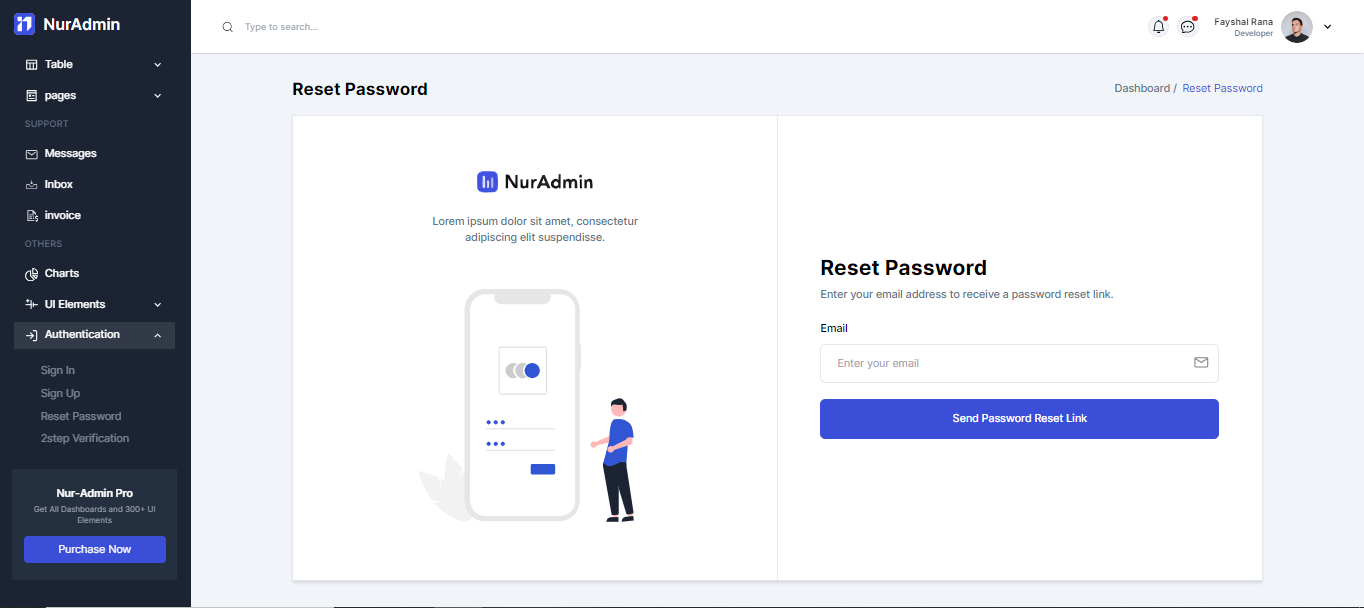 NurAdmin
Table
pages
SUPPORT
Messages
Inbox
invoice
OTHERS
Charts
UI Elements
Authentication
Sign In
Sign Up
Reset Password
2step Verification
Nur-Admin Pro
Get All Dashboards and 300+ UI
Elements
Purchase Now
Type to search...
Fayshal Rana
Developer
Reset Password
Dashboard / Reset Password
NurAdmin
Lorem ipsum dolor sit amet, consectetur
adipiscing elit suspendisse.
Reset Password
Enter your email address to receive a password reset link.
Email
Enter your email
Send Password Reset Link